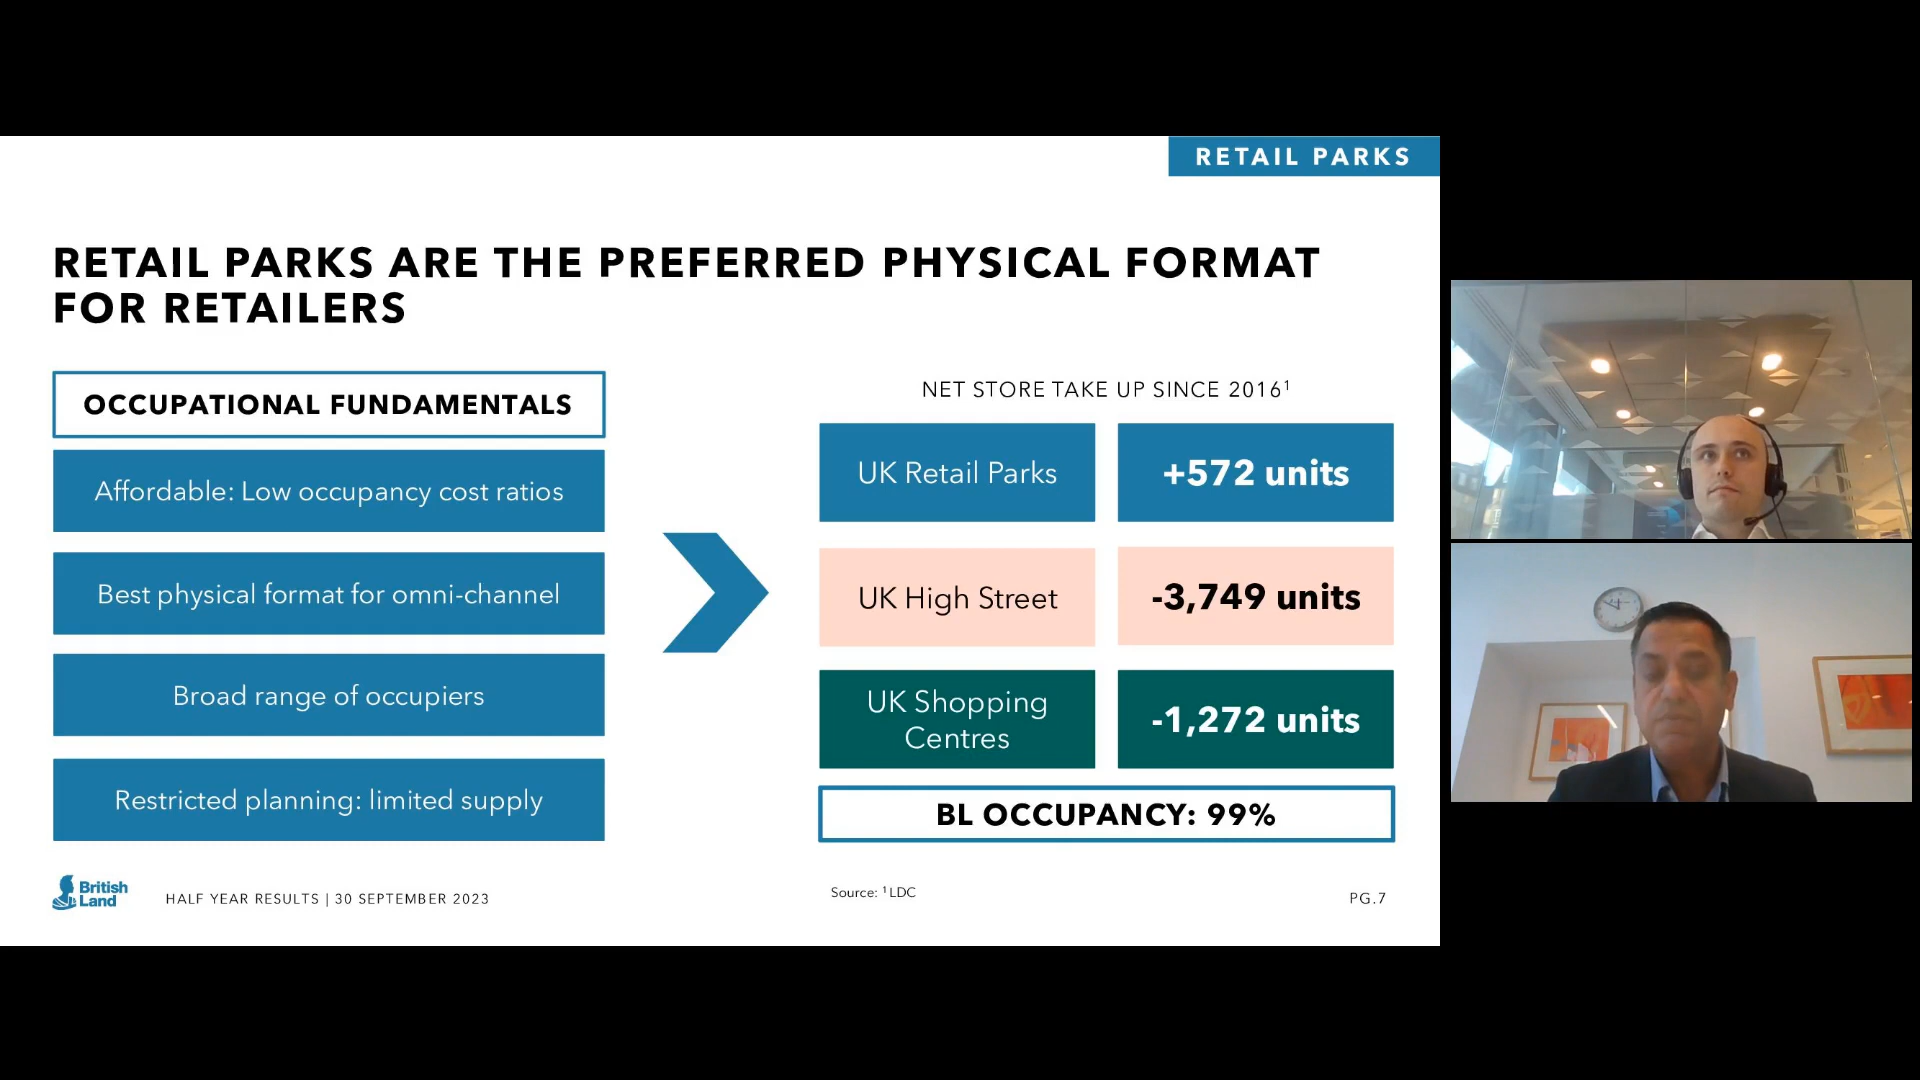 RETAIL PARKS
RETAIL PARKS ARE THE PREFERRED PHYSICAL FORMAT
FOR RETAILERS
OCCUPATIONAL FUNDAMENTALS
Affordable: Low occupancy cost ratios
Best physical format for omni-channel
Broad range of occupiers
Restricted planning: limited supply
NET STORE TAKE UP SINCE 2016¹
UK Retail Parks
+572 units
UK High Street
-3,749 units
UK Shopping
Centres
-1,272 units
BL OCCUPANCY: 99%
British
Land
HALF YEAR RESULTS | 30 SEPTEMBER 2023
Source: ¹LDC
PG.7